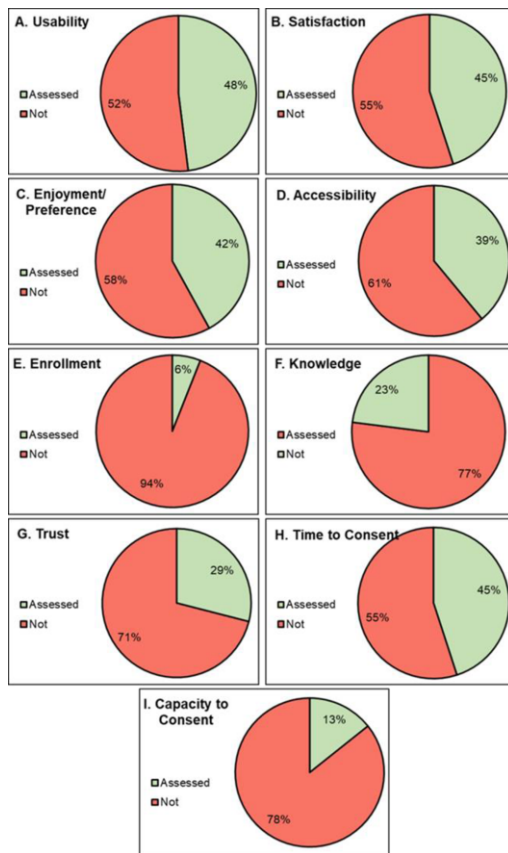 A. Usability
Assessed
Not
48%
52%
B. Satisfaction
Assessed
Not
45%
55%
C. Enjoyment/
Preference
Assessed
Not
42%
58%
D. Accessibility
Assessed
Not
39%
61%
E. Enrollment
Assessed
Not
6%
94%
F. Knowledge
Assessed
Not
23%
77%
G. Trust
Assessed
Not
29%
71%
H. Time to Consent
Assessed
Not
45%
55%
I. Capacity to
Consent
Assessed
Not
13%
78%